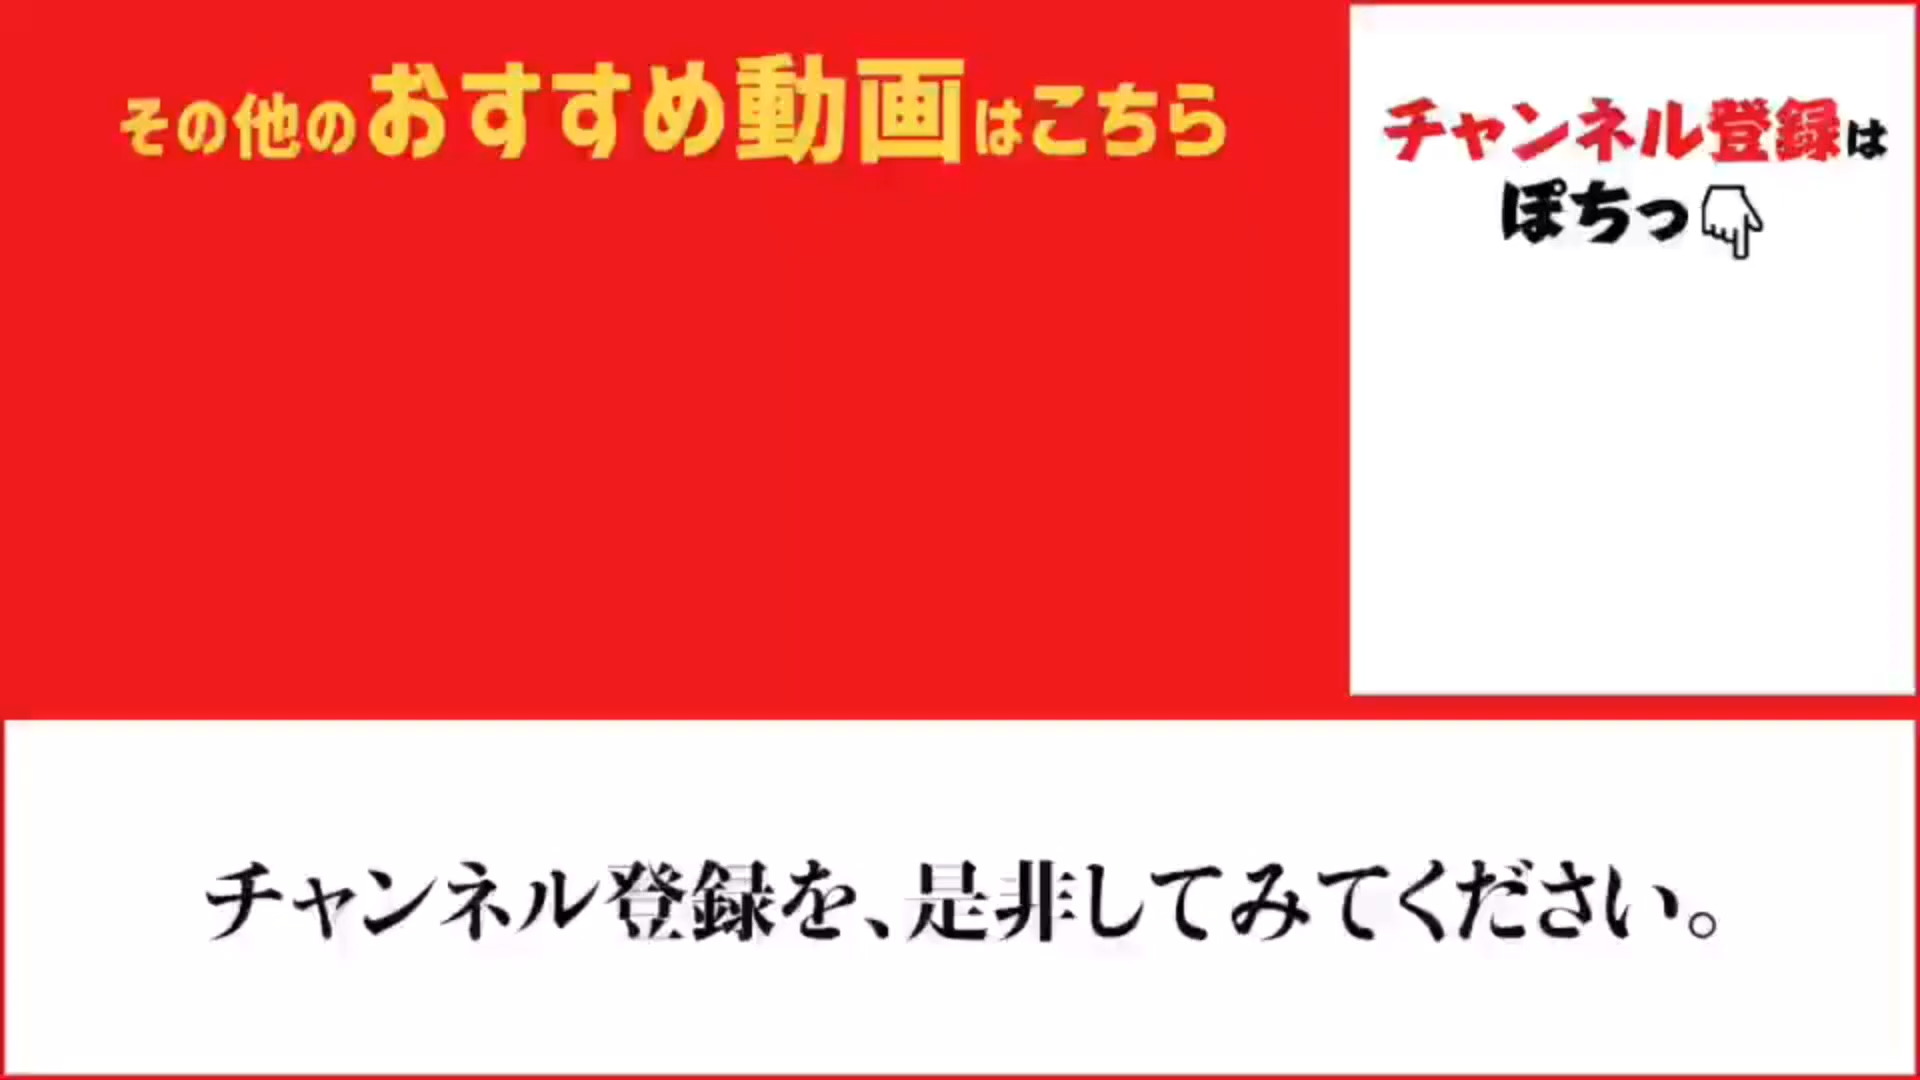 その他のおすすめ動画はこちら
チャンネル登録は
ぽちっ👇
チャンネル登録を、是非してみてください。